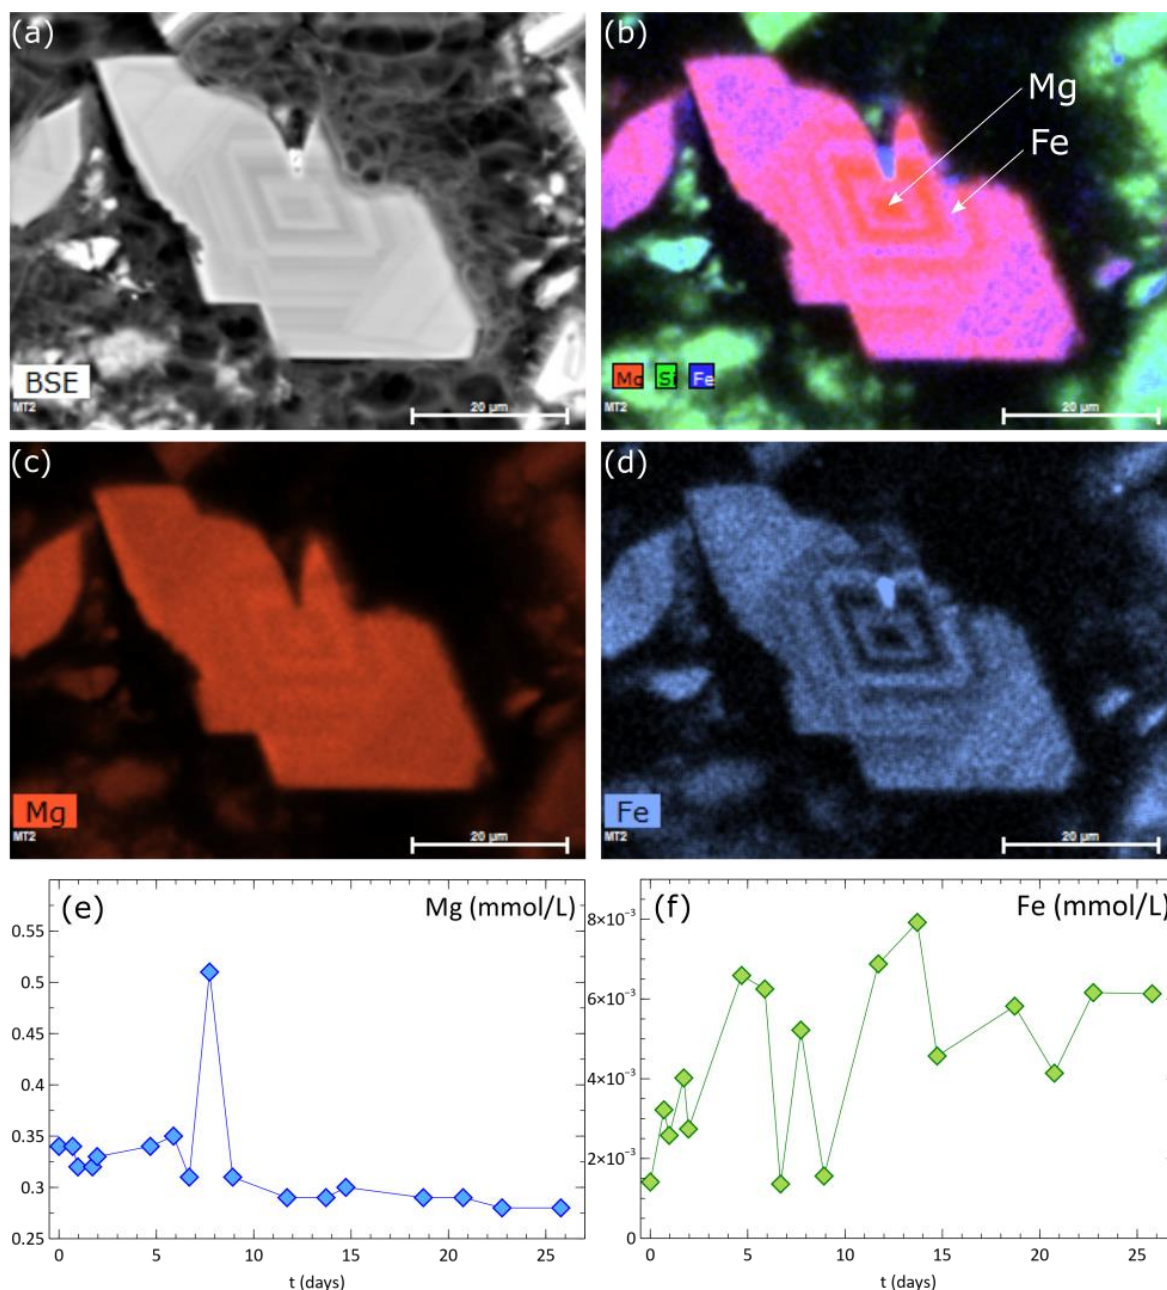 (a)
BSE
MT2
20 µm
(b)
Mg
Fe
Mg Si Fe
MT2
20 µm
(c)
Mg
MT2
20 µm
(d)
Fe
MT2
20 µm
(e) Mg (mmol/L)
0.55
0.5
0.45
0.4
0.35
0.3
0.25
0 5 10 15 20 25
t (days)
(f) Fe (mmol/L)
8×10⁻³
6×10⁻³
4×10⁻³
2×10⁻³
0
0 5 10 15 20 25
t (days)